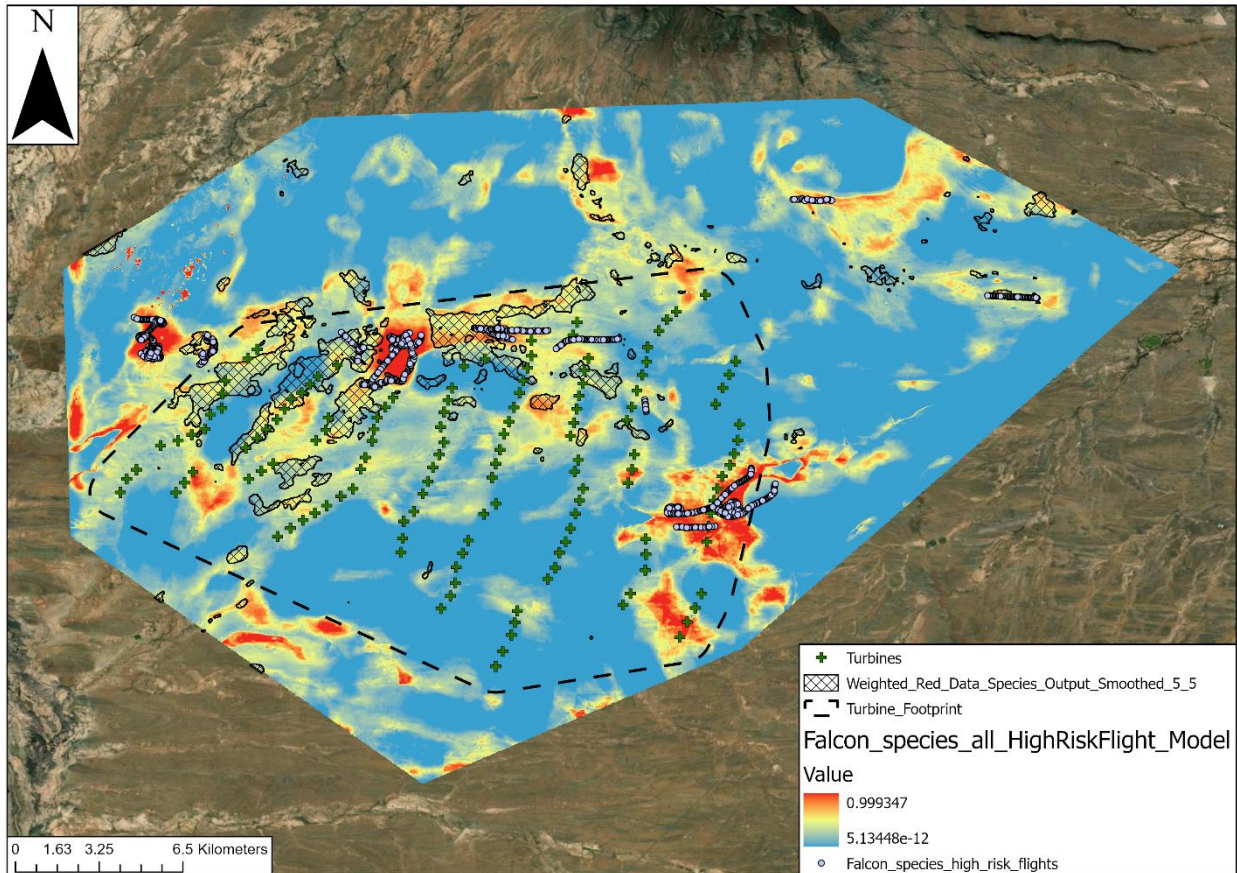 N
Turbines
Weighted_Red_Data_Species_Output_Smoothed_5_5
Turbine_Footprint
Falcon_species_all_HighRiskFlight_Model
Value
0.999347
5.13448e-12
Falcon_species_high_risk_flights
0 1.63 3.25 6.5 Kilometers